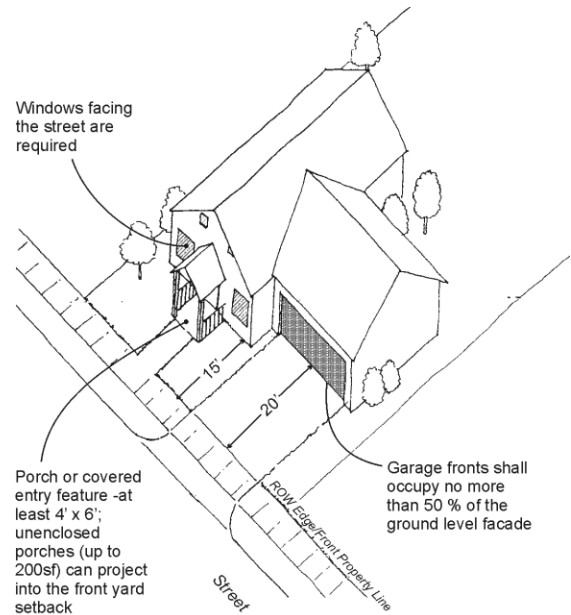 Windows facing
the street are
required
15'
20'
Porch or covered
entry feature -at
least 4' x 6';
unenclosed
porches (up to
200sf) can project
into the front yard
setback
Garage fronts shall
occupy no more
than 50 % of the
ground level facade
ROW Edge/Front Property Line
Street